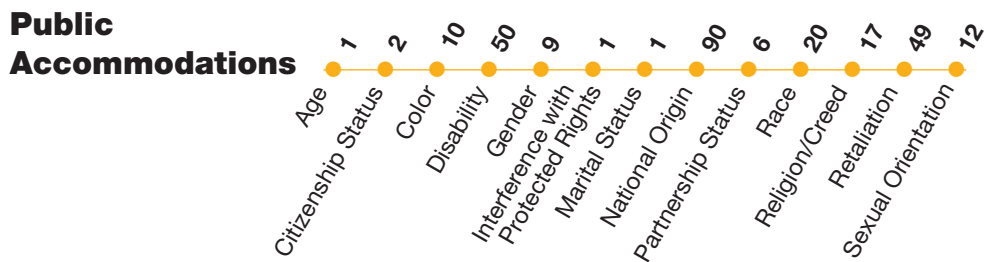 Public
Accommodations
1
2
10
50
9
1
1
90
6
20
17
49
12
Age
Citizenship Status
Color
Disability
Gender
Interference with
Protected Rights
Marital Status
National Origin
Partnership Status
Race
Religion/Creed
Retaliation
Sexual Orientation